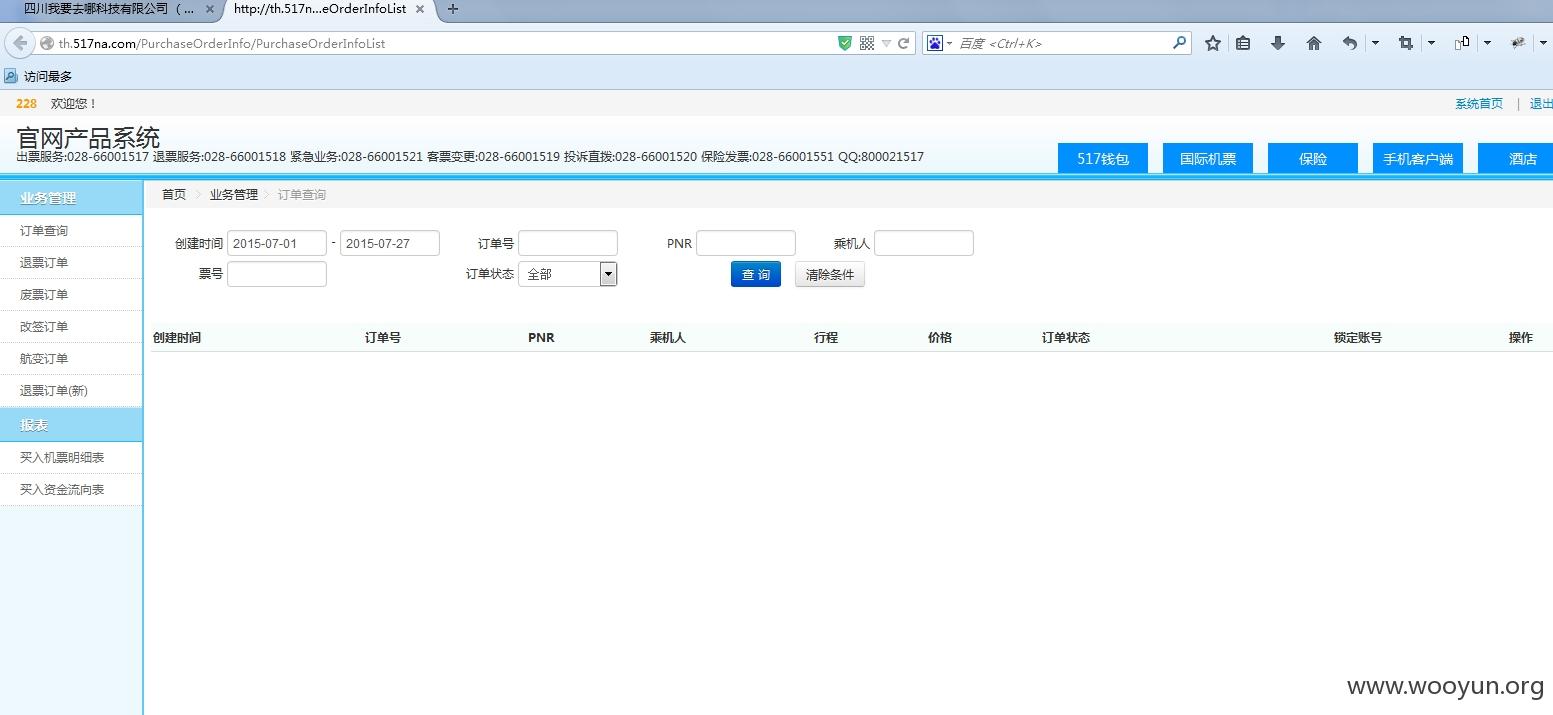 四川我要去哪科技有限公司 （ ... × http://th.517n...eOrderInfoList × +
th.517na.com/PurchaseOrderInfo/PurchaseOrderInfoList 百度 <Ctrl+K>
访问最多
228 欢迎您！ 系统首页 | 退出
官网产品系统
出票服务:028-66001517 退票服务:028-66001518 紧急业务:028-66001521 客票变更:028-66001519 投诉直拨:028-66001520 保险发票:028-66001551 QQ:800021517
517钱包 国际机票 保险 手机客户端 酒店
业务管理
订单查询
退票订单
废票订单
改签订单
航变订单
退票订单(新)
报表
买入机票明细表
买入资金流向表
首页 > 业务管理 > 订单查询
创建时间 2015-07-01 - 2015-07-27 订单号 PNR 乘机人
票号 订单状态 全部 查 询 清除条件
创建时间 订单号 PNR 乘机人 行程 价格 订单状态 锁定账号 操作
www.wooyun.org